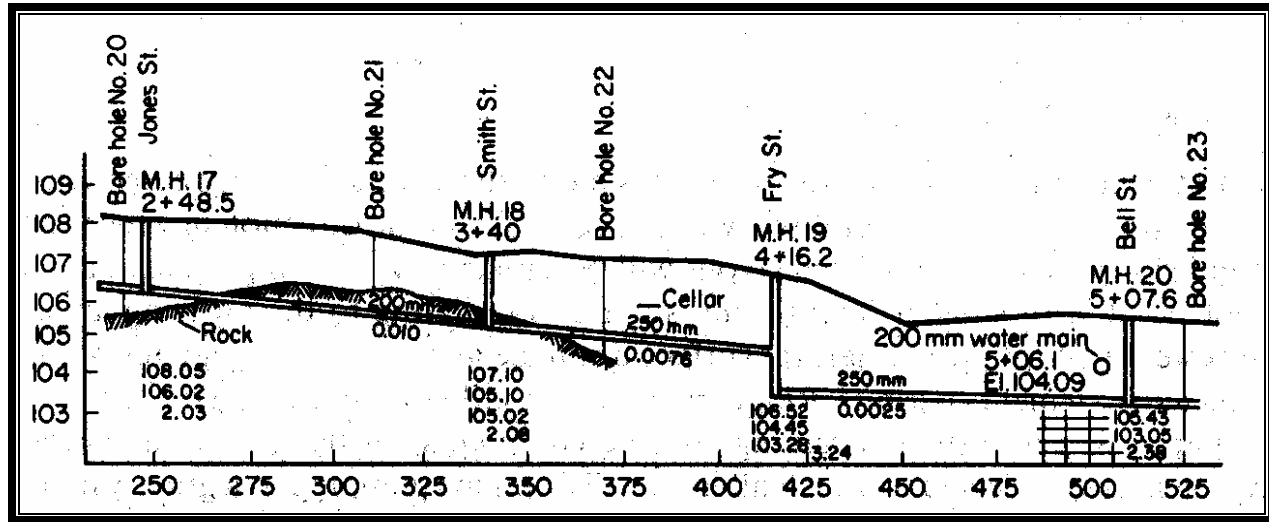 Bore hole No. 20
Jones St.
Bore hole No. 21
Smith St.
Bore hole No. 22
Fry St.
Bell St.
Bore hole No. 23
109
108
107
106
105
104
103
M.H. 17
2+48.5
M.H. 18
3+40
M.H. 19
4+16.2
M.H. 20
5+07.6
Rock
200 mm
0.010
Cellar
250 mm
0.0076
200 mm water main
5+06.1
El. 104.09
250 mm
0.0025
108.05
106.02
2.03
107.10
105.10
105.02
2.08
106.52
104.45
103.28
3.24
105.43
103.05
2.38
250
275
300
325
350
375
400
425
450
475
500
525